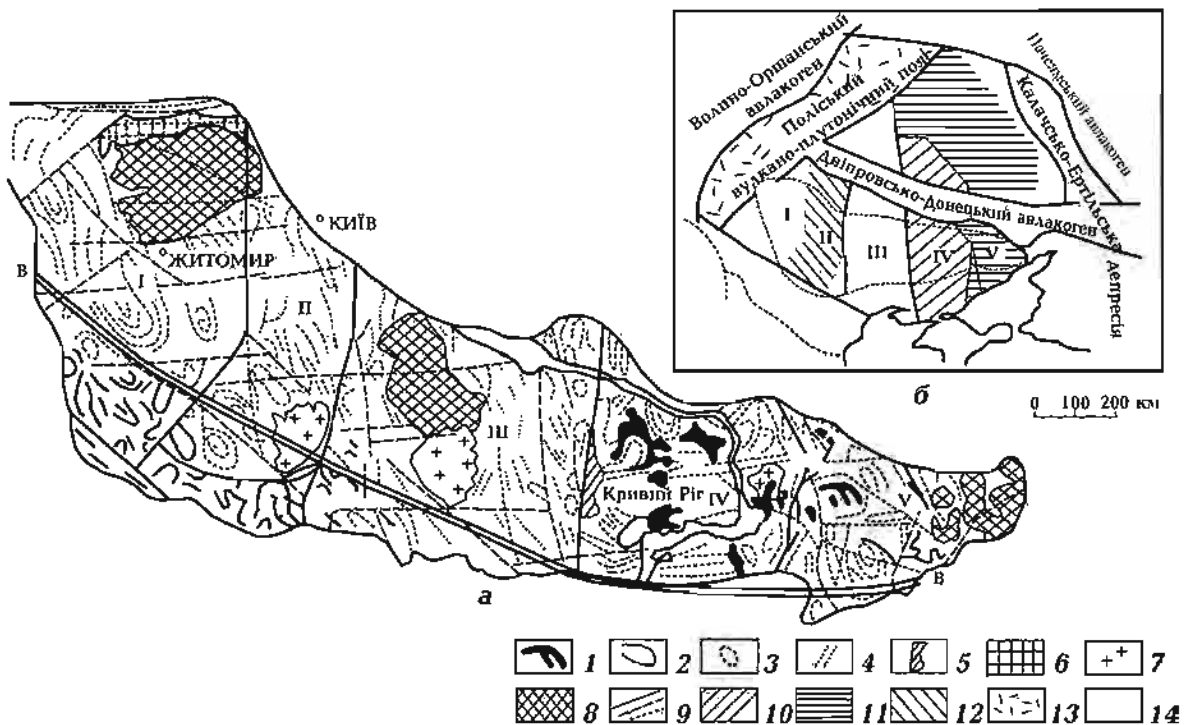 Волино-Оршанський
авлакоген
Поліський
вулкано-плутонічний пояс
Пачелмський авлакоген
Калачсько-Ертільська депресія
Дніпровсько-Донецький авлакоген
I
II
III
IV
V
б
0 100 200 км
КИЇВ
ЖИТОМИР
В
I
II
III
Кривий Ріг
IV
V
В
а
1 2 3 4 5 6 7
8 9 10 11 12 13 14